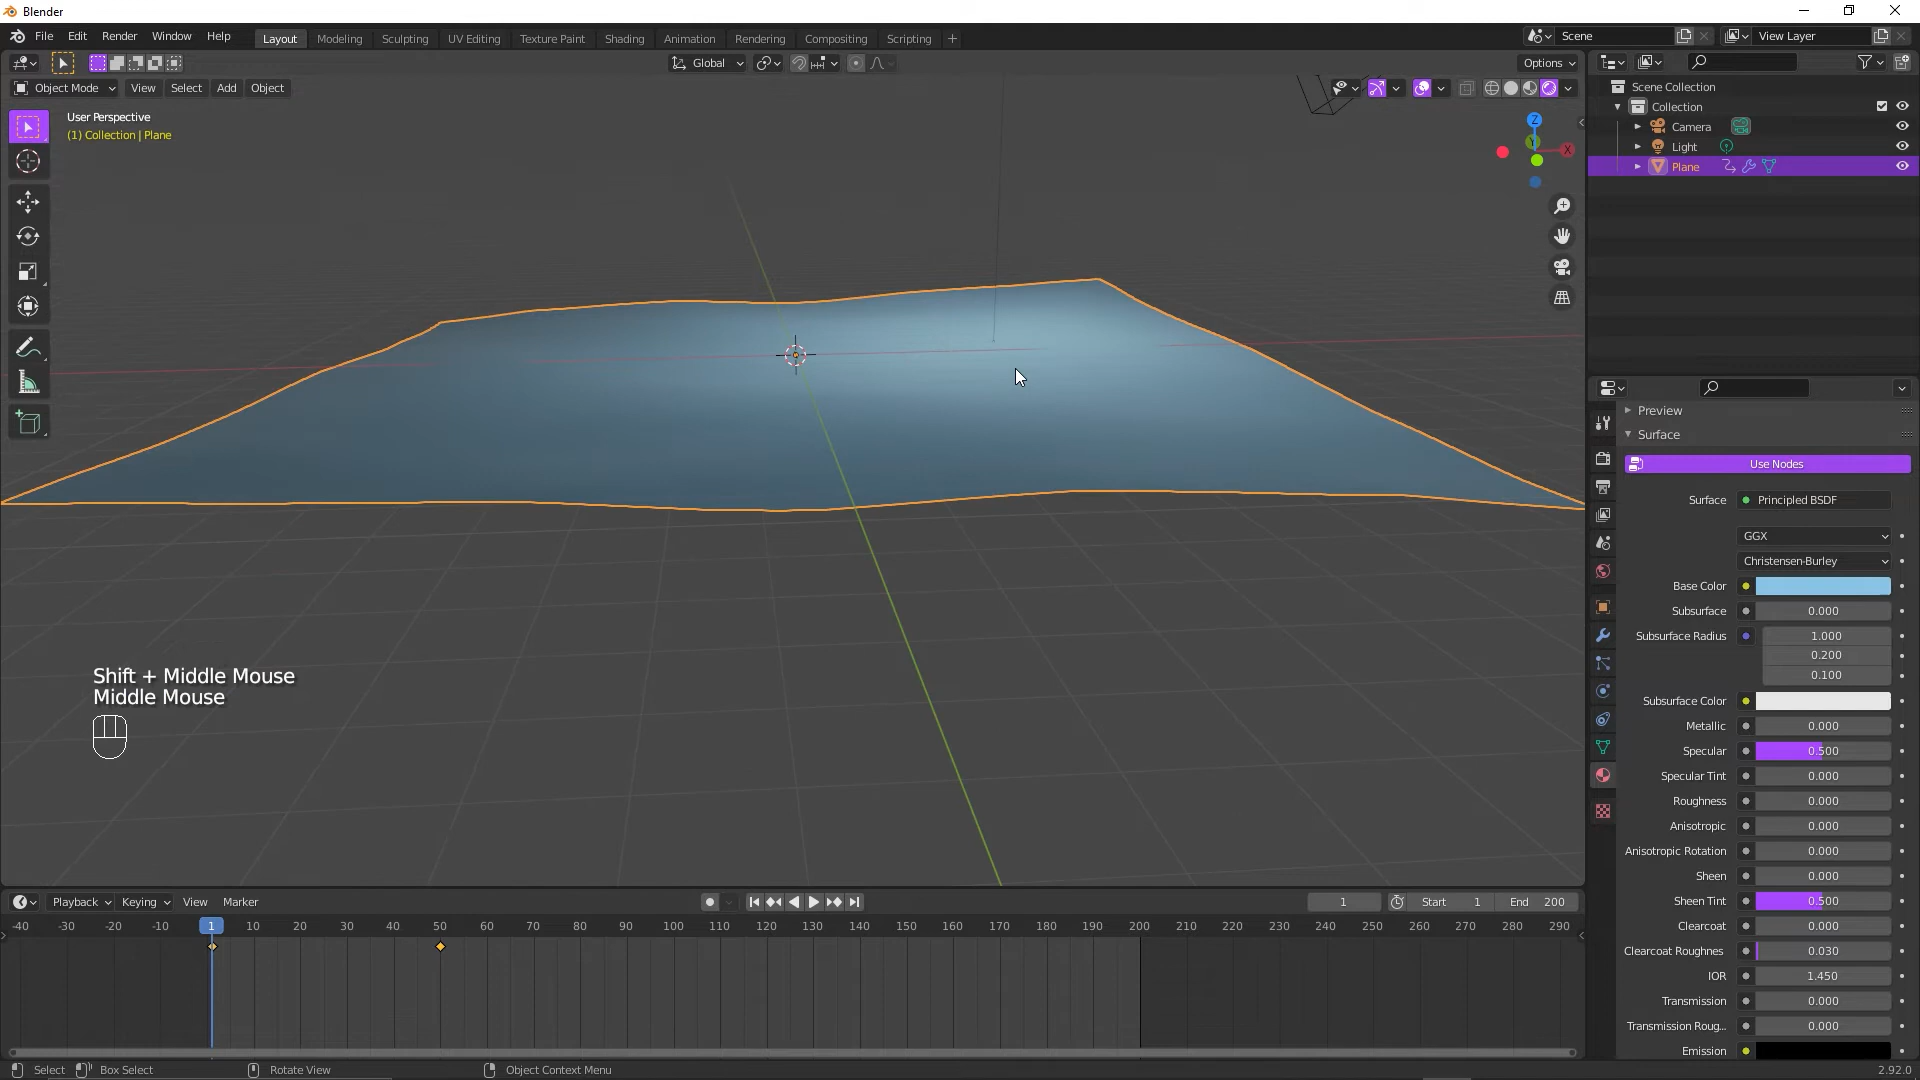 Blender
File Edit Render Window Help Layout Modeling Sculpting UV Editing Texture Paint Shading Animation Rendering Compositing Scripting + Scene View Layer
Global Options
Object Mode View Select Add Object
User Perspective
(1) Collection | Plane
Z
Y
X
Scene Collection
Collection
Camera
Light
Plane
Preview
Surface
Use Nodes
Surface Principled BSDF
GGX
Christensen-Burley
Base Color
Subsurface 0.000
Subsurface Radius 1.000
0.200
0.100
Subsurface Color
Metallic 0.000
Specular 0.500
Specular Tint 0.000
Roughness 0.000
Anisotropic 0.000
Anisotropic Rotation 0.000
Sheen 0.000
Sheen Tint 0.500
Clearcoat 0.000
Clearcoat Roughnes 0.030
IOR 1.450
Transmission 0.000
Transmission Roug... 0.000
Emission
Shift + Middle Mouse
Middle Mouse
Playback Keying View Marker 1 Start 1 End 200
-40 -30 -20 -10 1 10 20 30 40 50 60 70 80 90 100 110 120 130 140 150 160 170 180 190 200 210 220 230 240 250 260 270 280 290
Select Box Select Rotate View Object Context Menu 2.92.0